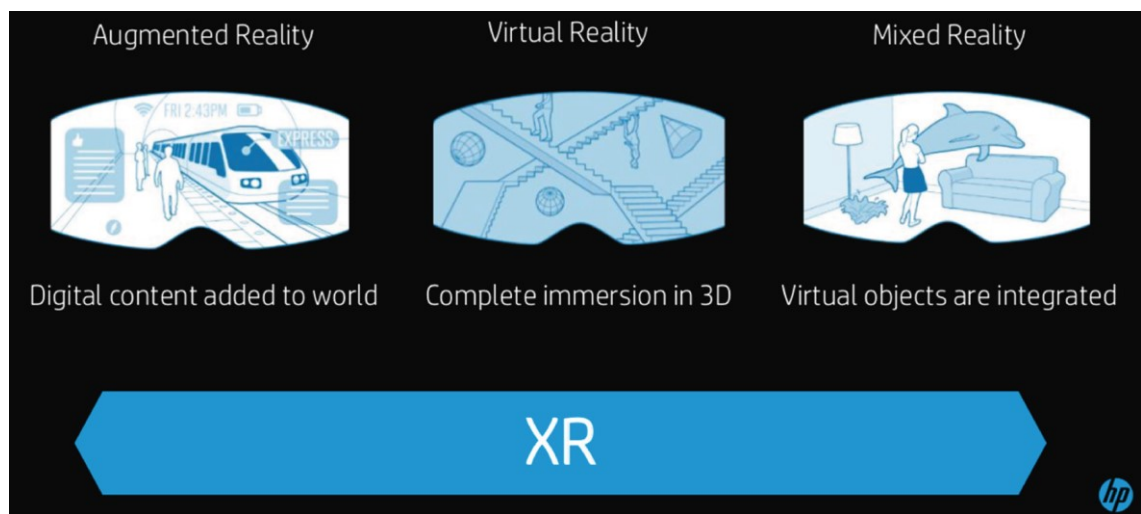 Augmented Reality
Virtual Reality
Mixed Reality
FRI 2:43PM
EXPRESS
Digital content added to world
Complete immersion in 3D
Virtual objects are integrated
XR
hp